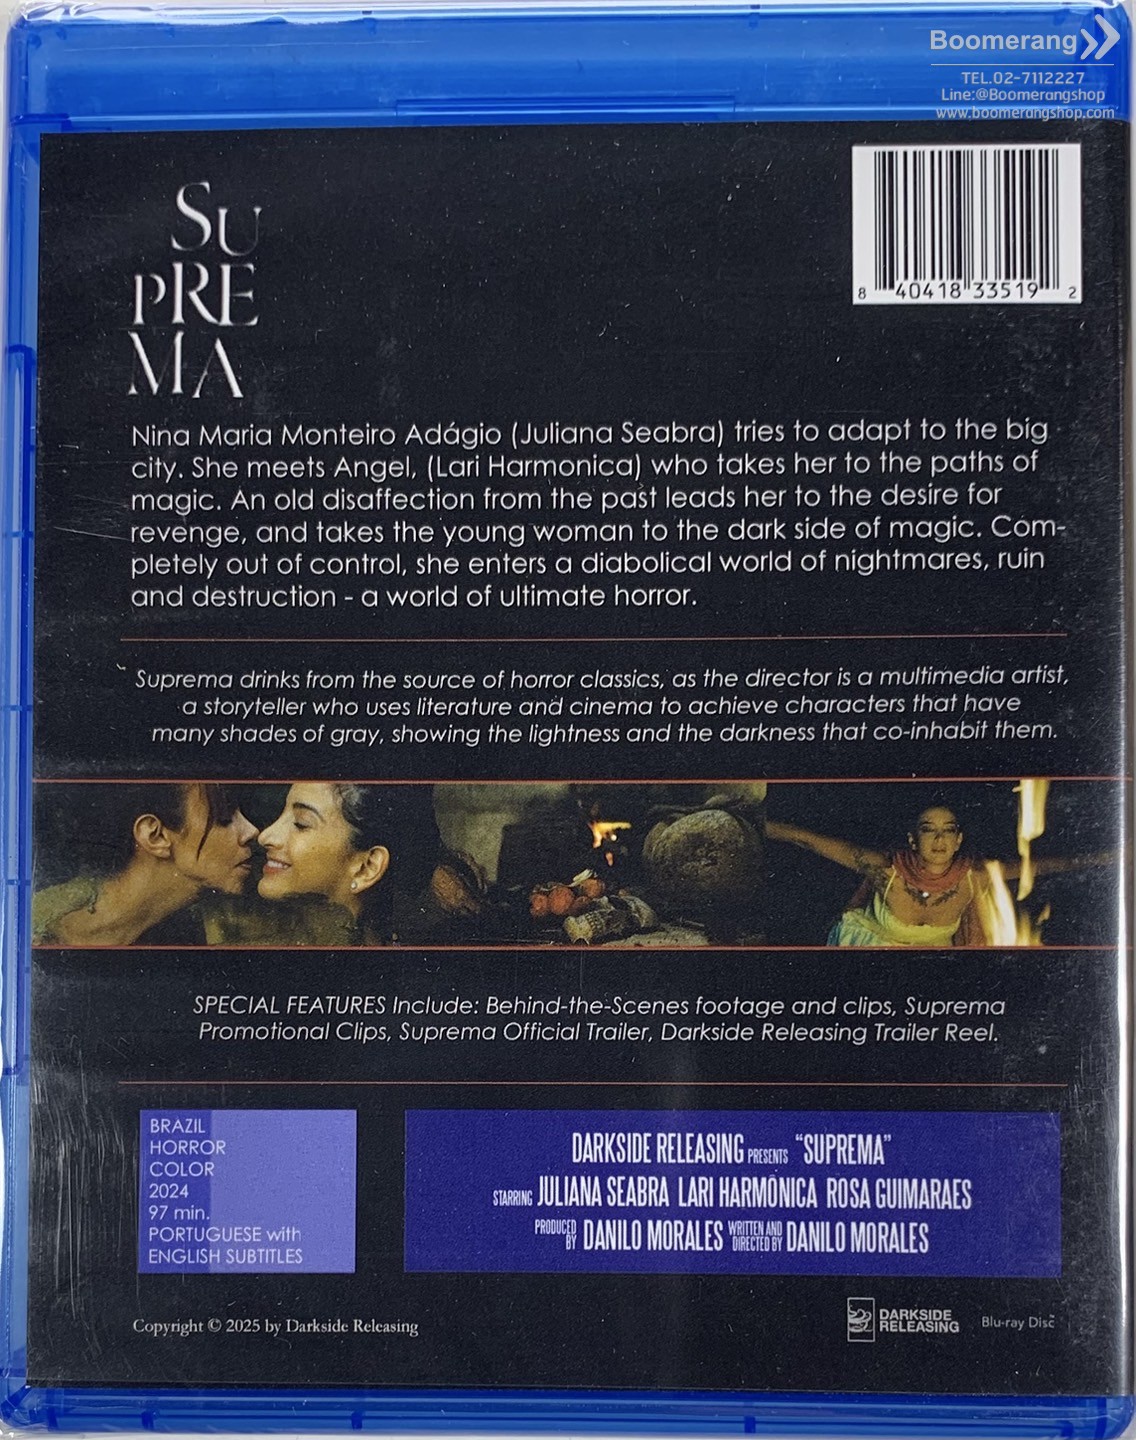 Boomerang
TEL.02-7112227
Line:@Boomerangshop
www.boomerangshop.com
8 40418 33519 2
SU
PRE
MA
Nina Maria Monteiro Adágio (Juliana Seabra) tries to adapt to the big
city. She meets Angel, (Lari Harmonica) who takes her to the paths of
magic. An old disaffection from the past leads her to the desire for
revenge, and takes the young woman to the dark side of magic. Com-
pletely out of control, she enters a diabolical world of nightmares, ruin
and destruction - a world of ultimate horror.
Suprema drinks from the source of horror classics, as the director is a multimedia artist,
a storyteller who uses literature and cinema to achieve characters that have
many shades of gray, showing the lightness and the darkness that co-inhabit them.
SPECIAL FEATURES Include: Behind-the-Scenes footage and clips, Suprema
Promotional Clips, Suprema Official Trailer, Darkside Releasing Trailer Reel.
BRAZIL
HORROR
COLOR
2024
97 min.
PORTUGUESE with
ENGLISH SUBTITLES
DARKSIDE RELEASING PRESENTS "SUPREMA"
STARRING JULIANA SEABRA LARI HARMÔNICA ROSA GUIMARAES
PRODUCED BY DANILO MORALES WRITTEN AND DIRECTED BY DANILO MORALES
Copyright © 2025 by Darkside Releasing
DARKSIDE
RELEASING
Blu-ray Disc